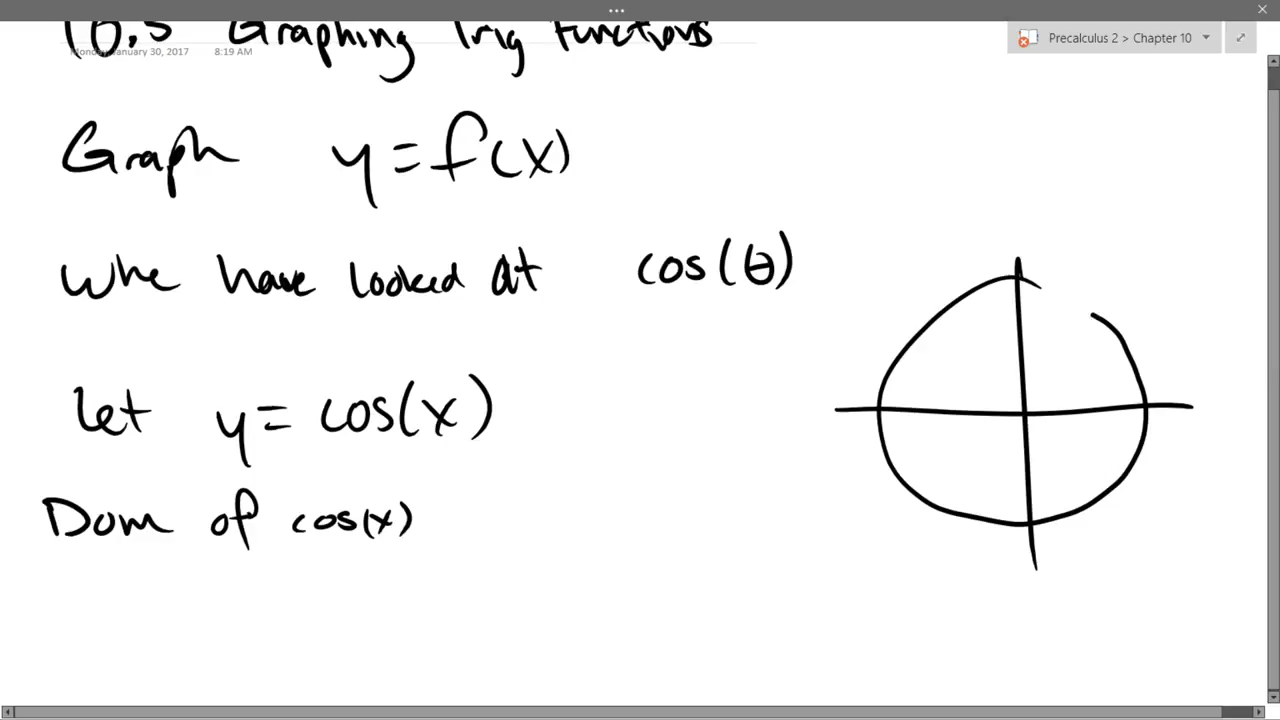 10.5 Graphing Trig Functions
Monday, January 30, 2017 8:19 AM
Precalculus 2 > Chapter 10
Graph y=f(x)
Whe have looked at cos(θ)
Let y=cos(x)
Dom of cos(x)